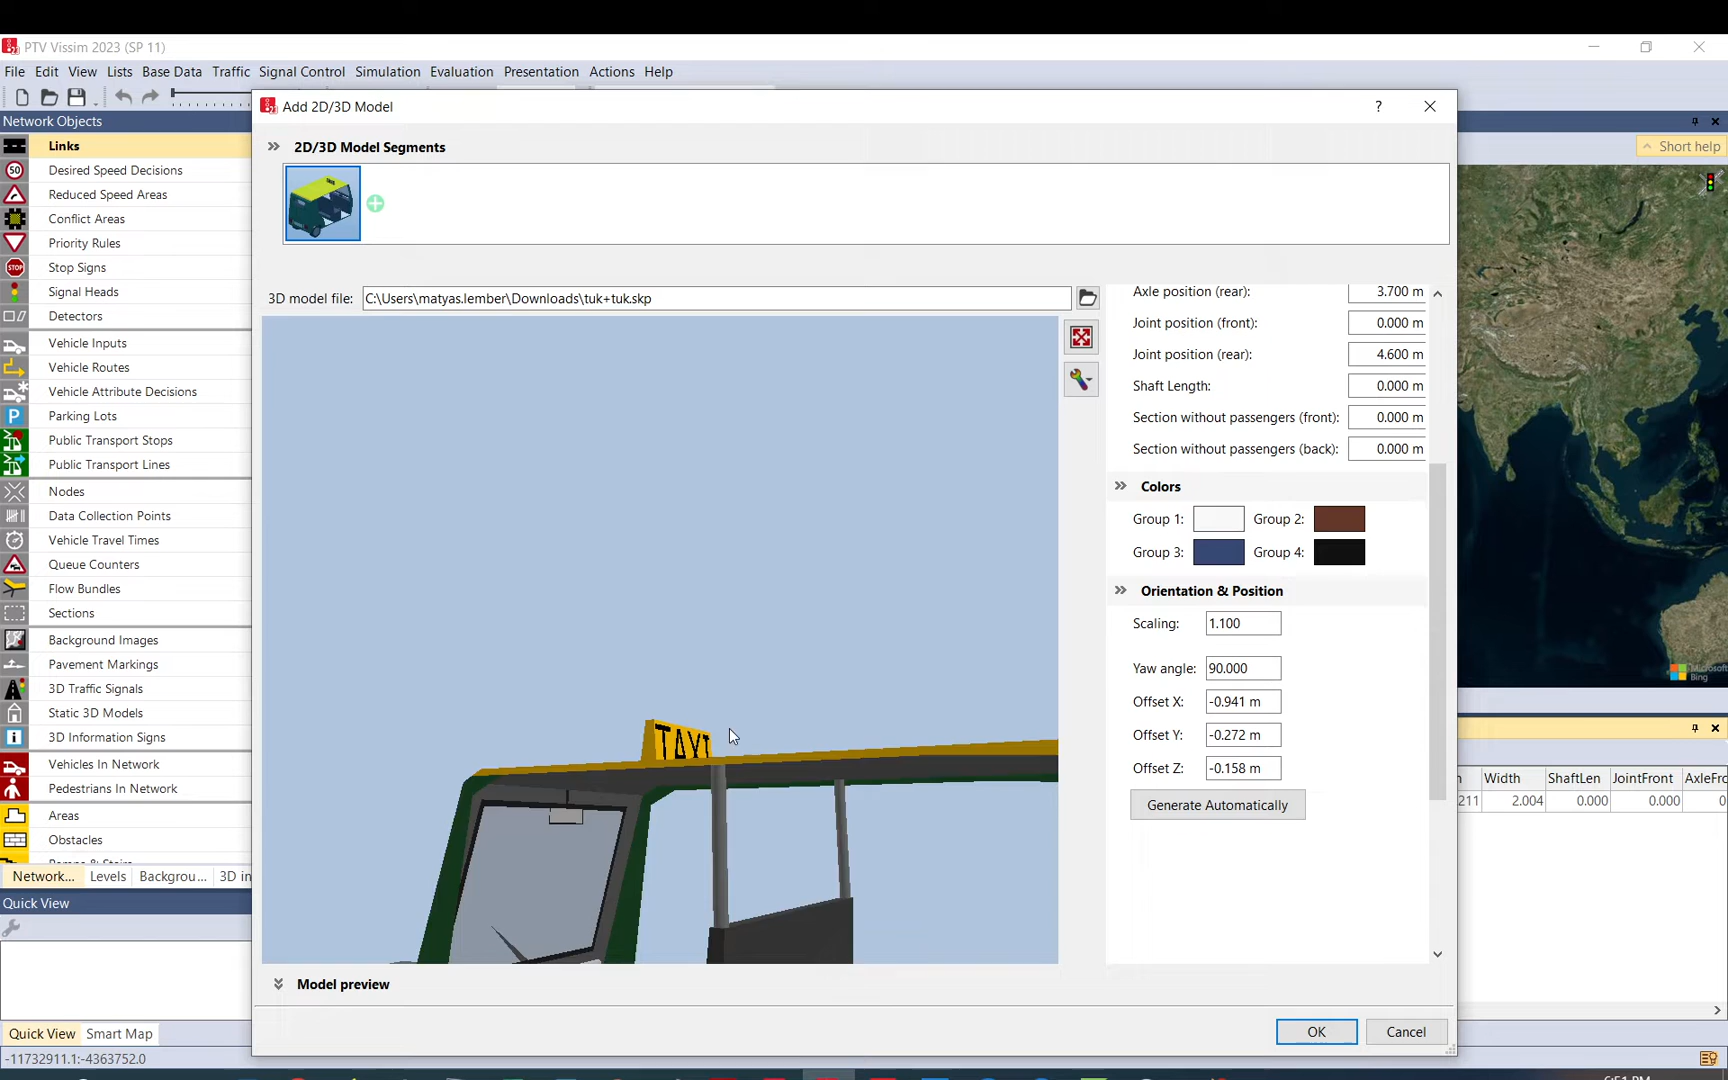 PTV Vissim 2023 (SP 11)
File Edit View Lists Base Data Traffic Signal Control Simulation Evaluation Presentation Actions Help
Network Objects
Links
Desired Speed Decisions
Reduced Speed Areas
Conflict Areas
Priority Rules
Stop Signs
Signal Heads
Detectors
Vehicle Inputs
Vehicle Routes
Vehicle Attribute Decisions
Parking Lots
Public Transport Stops
Public Transport Lines
Nodes
Data Collection Points
Vehicle Travel Times
Queue Counters
Flow Bundles
Sections
Background Images
Pavement Markings
3D Traffic Signals
Static 3D Models
3D Information Signs
Vehicles In Network
Pedestrians In Network
Areas
Obstacles
Network... Levels Backgrou... 3D in
Quick View
Quick View Smart Map
-11732911.1:-4363752.0
Add 2D/3D Model
?
2D/3D Model Segments
3D model file: C:\Users\matyas.lember\Downloads\tuk+tuk.skp
TAXI
Axle position (rear): 3.700 m
Joint position (front): 0.000 m
Joint position (rear): 4.600 m
Shaft Length: 0.000 m
Section without passengers (front): 0.000 m
Section without passengers (back): 0.000 m
Colors
Group 1: Group 2:
Group 3: Group 4:
Orientation & Position
Scaling: 1.100
Yaw angle: 90.000
Offset X: -0.941 m
Offset Y: -0.272 m
Offset Z: -0.158 m
Generate Automatically
Model preview
OK Cancel
Short help
Microsoft
Bing
Width ShaftLen JointFront AxleFro
211 2.004 0.000 0.000 0